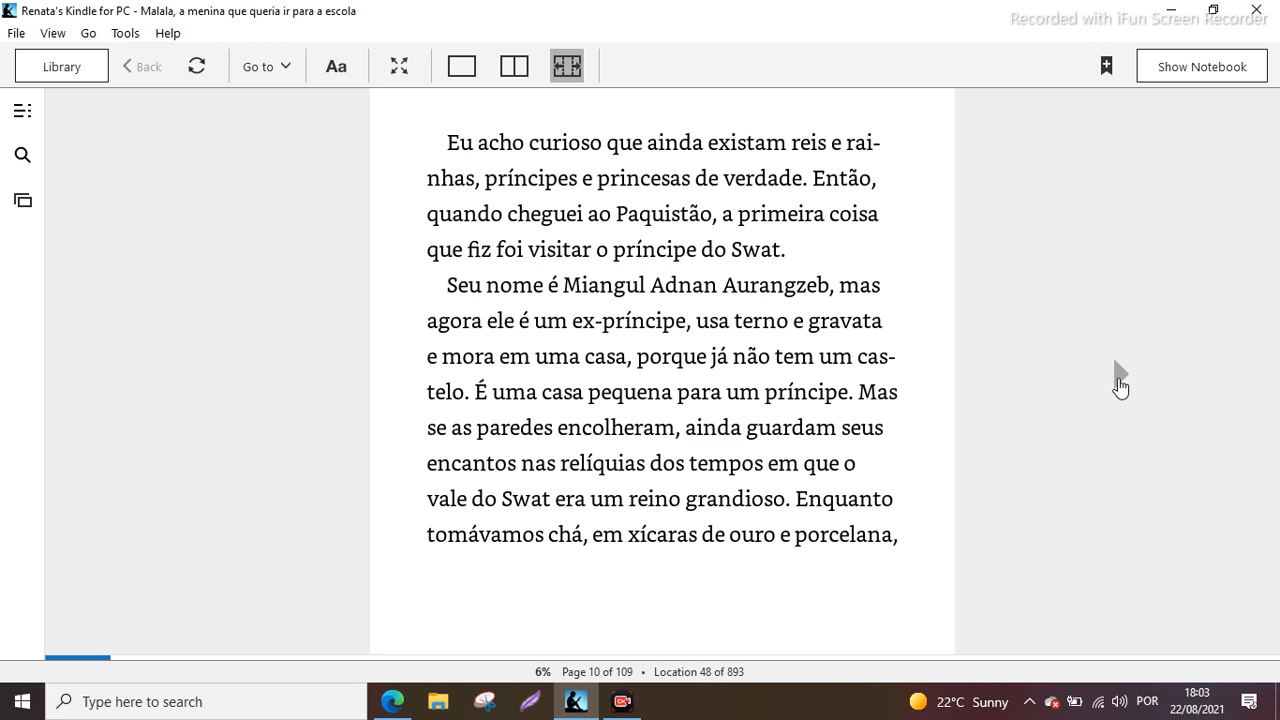 Renata's Kindle for PC - Malala, a menina que queria ir para a escola
Recorded with iFun Screen Recorder
File View Go Tools Help
Library Back Go to Aa Show Notebook
Eu acho curioso que ainda existam reis e rai-
nhas, príncipes e princesas de verdade. Então,
quando cheguei ao Paquistão, a primeira coisa
que fiz foi visitar o príncipe do Swat.
Seu nome é Miangul Adnan Aurangzeb, mas
agora ele é um ex-príncipe, usa terno e gravata
e mora em uma casa, porque já não tem um cas-
telo. É uma casa pequena para um príncipe. Mas
se as paredes encolheram, ainda guardam seus
encantos nas relíquias dos tempos em que o
vale do Swat era um reino grandioso. Enquanto
tomávamos chá, em xícaras de ouro e porcelana,
6% Page 10 of 109 • Location 48 of 893
Type here to search
22°C Sunny
POR
18:03
22/08/2021